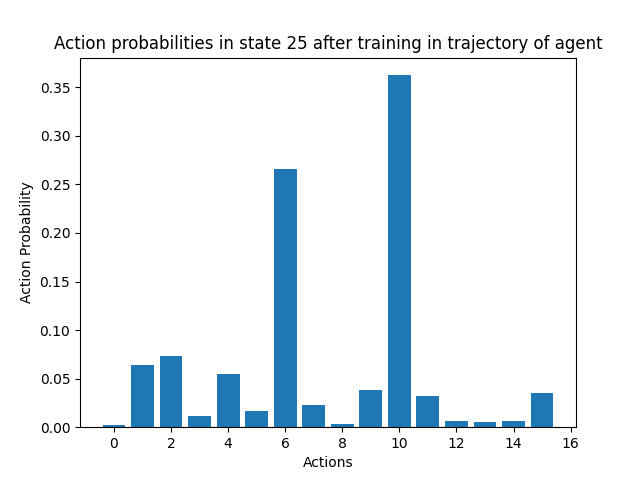 Action probabilities in state 25 after training in trajectory of agent
0.35
0.30
0.25
0.20
0.15
0.10
0.05
0.00
Action Probability
0 2 4 6 8 10 12 14 16
Actions